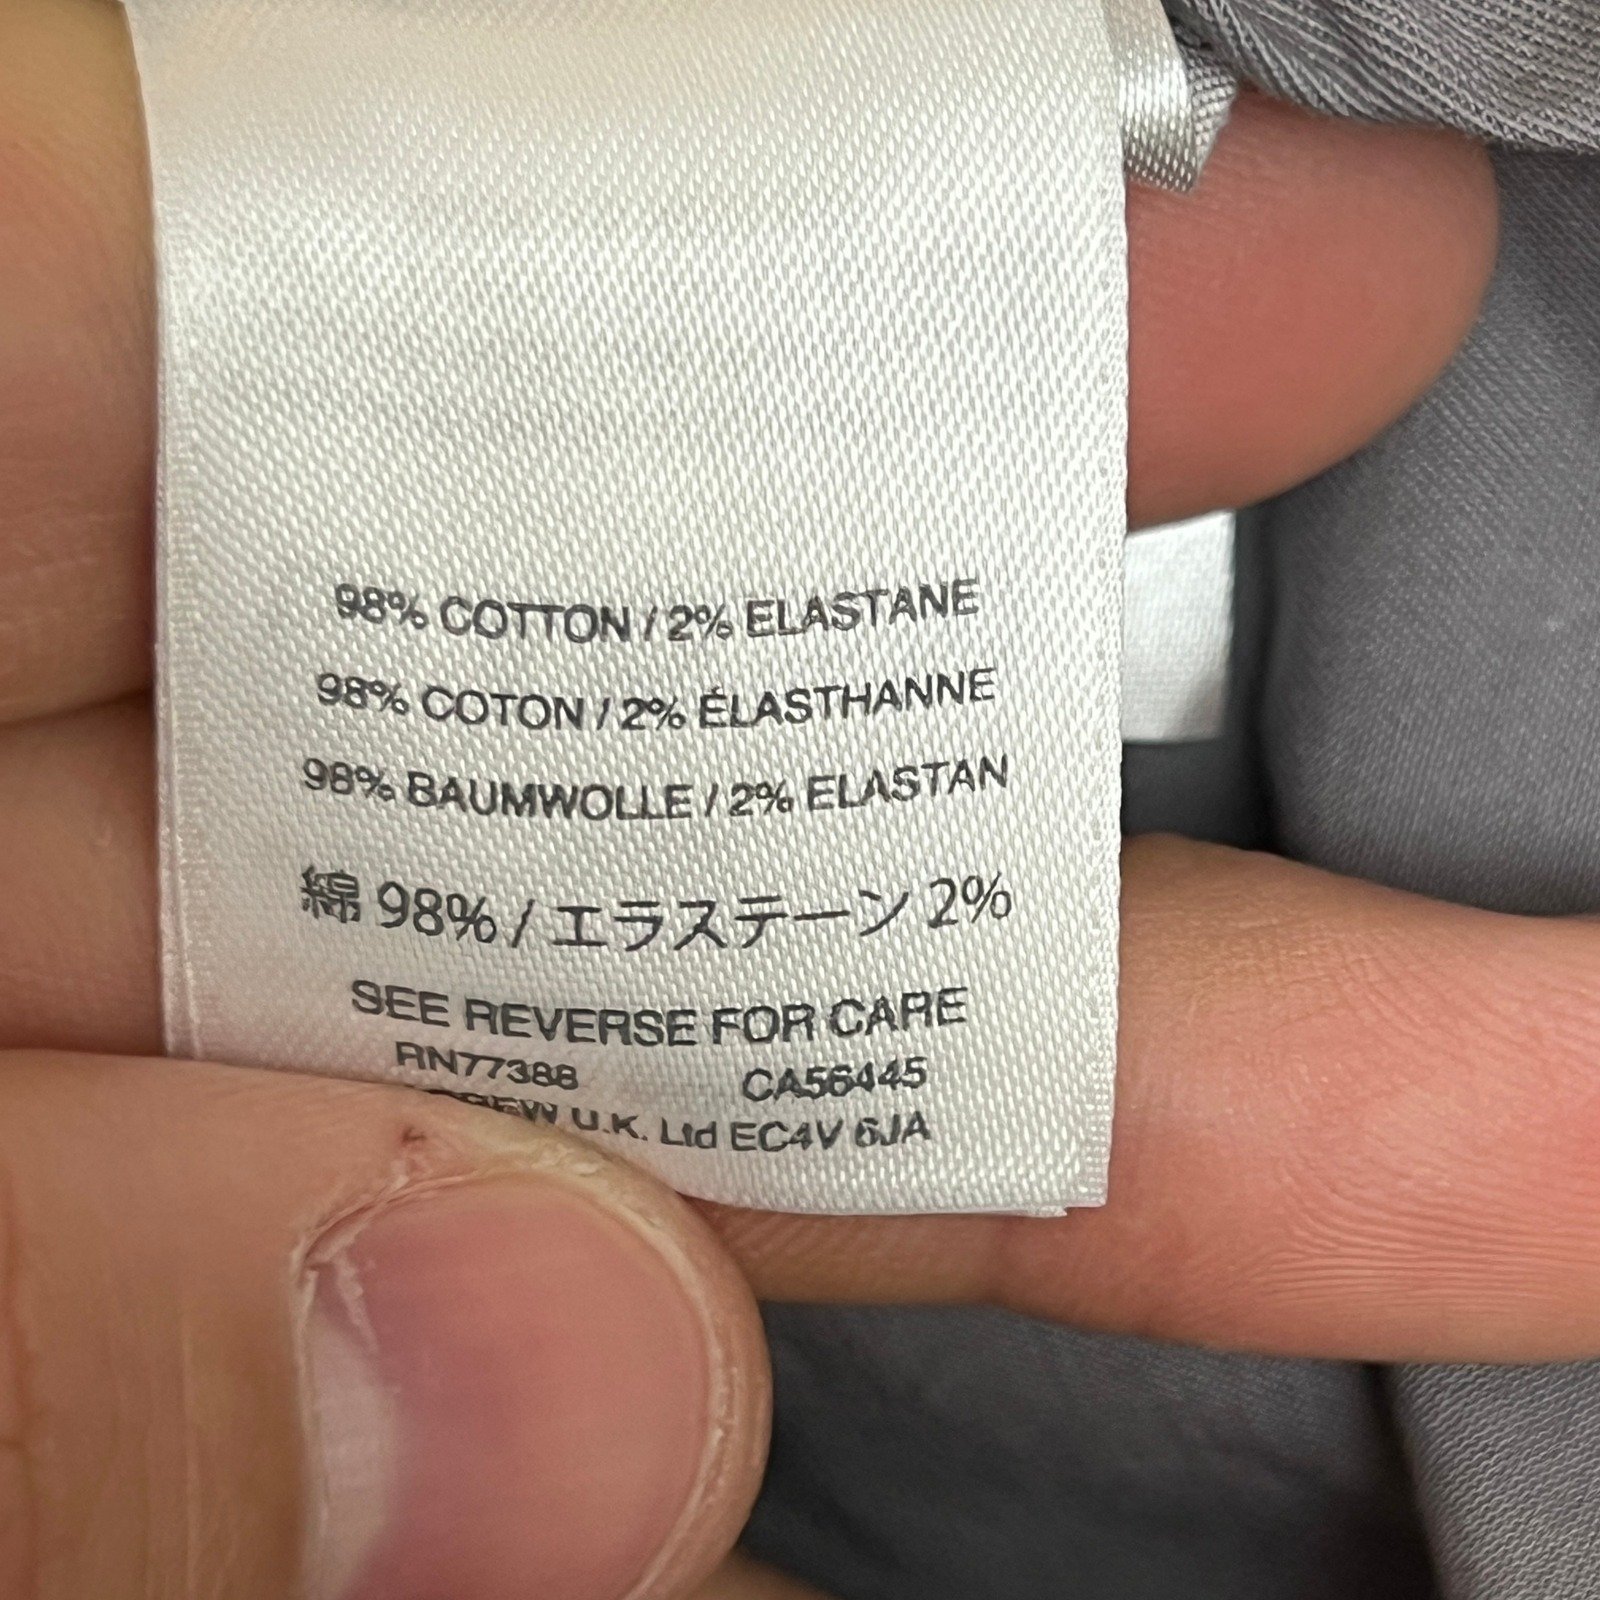 98% COTTON / 2% ELASTANE
98% COTON / 2% ÉLASTHANNE
98% BAUMWOLLE / 2% ELASTAN
綿 98% / エラステーン 2%
SEE REVERSE FOR CARE
RN77388 CA56445
U.K. Ltd EC4V 6JA